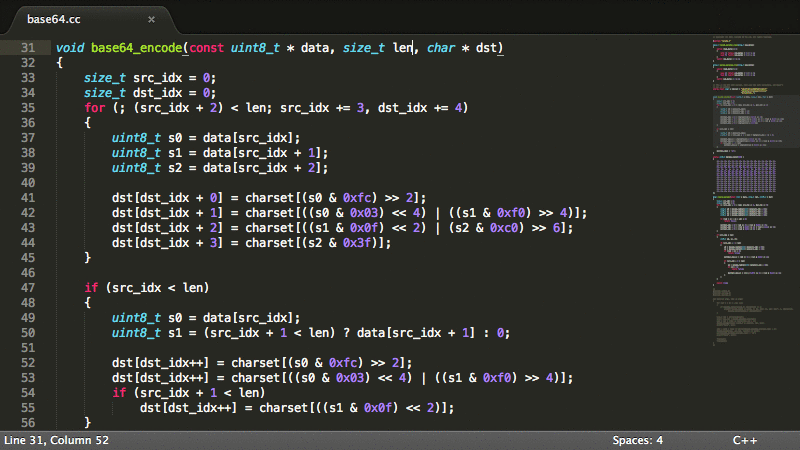 base64.cc ×
31 void base64_encode(const uint8_t * data, size_t len, char * dst)
32 {
33 size_t src_idx = 0;
34 size_t dst_idx = 0;
35 for (; (src_idx + 2) < len; src_idx += 3, dst_idx += 4)
36 {
37 uint8_t s0 = data[src_idx];
38 uint8_t s1 = data[src_idx + 1];
39 uint8_t s2 = data[src_idx + 2];
40
41 dst[dst_idx + 0] = charset[(s0 & 0xfc) >> 2];
42 dst[dst_idx + 1] = charset[((s0 & 0x03) << 4) | ((s1 & 0xf0) >> 4)];
43 dst[dst_idx + 2] = charset[((s1 & 0x0f) << 2) | (s2 & 0xc0) >> 6];
44 dst[dst_idx + 3] = charset[(s2 & 0x3f)];
45 }
46
47 if (src_idx < len)
48 {
49 uint8_t s0 = data[src_idx];
50 uint8_t s1 = (src_idx + 1 < len) ? data[src_idx + 1] : 0;
51
52 dst[dst_idx++] = charset[(s0 & 0xfc) >> 2];
53 dst[dst_idx++] = charset[((s0 & 0x03) << 4) | ((s1 & 0xf0) >> 4)];
54 if (src_idx + 1 < len)
55 dst[dst_idx++] = charset[((s1 & 0x0f) << 2)];
56 }
Line 31, Column 52 Spaces: 4 C++